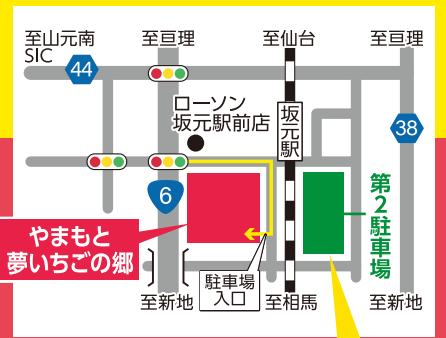 至山元南
SIC
至亘理
至仙台
至亘理
44
ローソン
坂元駅前店
坂元駅
38
6
第2駐車場
やまもと
夢いちごの郷
駐車場
入口
至新地
至相馬
至新地